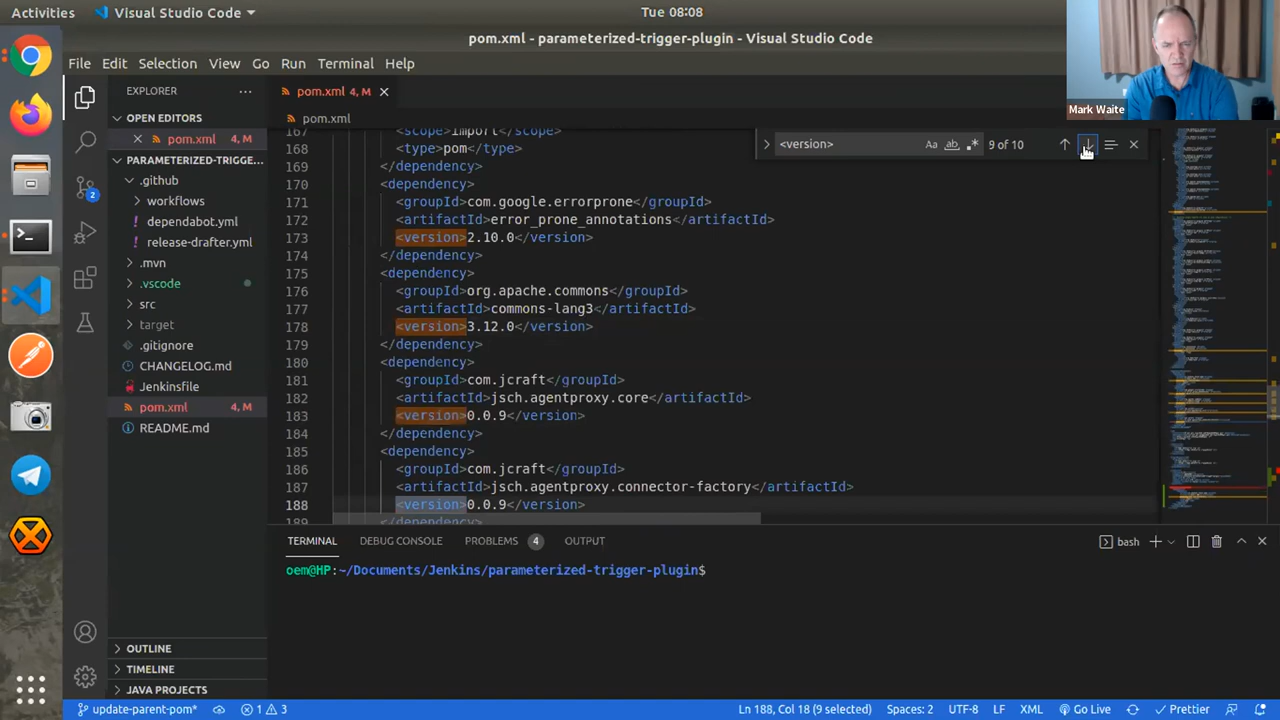 Activities
Visual Studio Code
Tue 08:08
pom.xml - parameterized-trigger-plugin - Visual Studio Code
File Edit Selection View Go Run Terminal Help
Mark Waite
EXPLORER
OPEN EDITORS
pom.xml 4, M
PARAMETERIZED-TRIGGE...
.github
workflows
dependabot.yml
release-drafter.yml
.mvn
.vscode
src
target
.gitignore
CHANGELOG.md
Jenkinsfile
pom.xml 4, M
README.md
OUTLINE
TIMELINE
JAVA PROJECTS
2
pom.xml 4, M
pom.xml
<version>
Aa ab
9 of 10
167 <scope>import</scope>
168 <type>pom</type>
169 </dependency>
170 <dependency>
171 <groupId>com.google.errorprone</groupId>
172 <artifactId>error_prone_annotations</artifactId>
173 <version>2.10.0</version>
174 </dependency>
175 <dependency>
176 <groupId>org.apache.commons</groupId>
177 <artifactId>commons-lang3</artifactId>
178 <version>3.12.0</version>
179 </dependency>
180 <dependency>
181 <groupId>com.jcraft</groupId>
182 <artifactId>jsch.agentproxy.core</artifactId>
183 <version>0.0.9</version>
184 </dependency>
185 <dependency>
186 <groupId>com.jcraft</groupId>
187 <artifactId .agentproxy.connector-factory</artifactId>
188 <version>0.0.9</version>
189 </dependency>
TERMINAL DEBUG CONSOLE PROBLEMS 4 OUTPUT
bash
oem@HP:~/Documents/Jenkins/parameterized-trigger-plugin$
update-parent-pom* 1 3 Ln 188, Col 18 (9 selected) Spaces: 2 UTF-8 LF XML Go Live Prettier